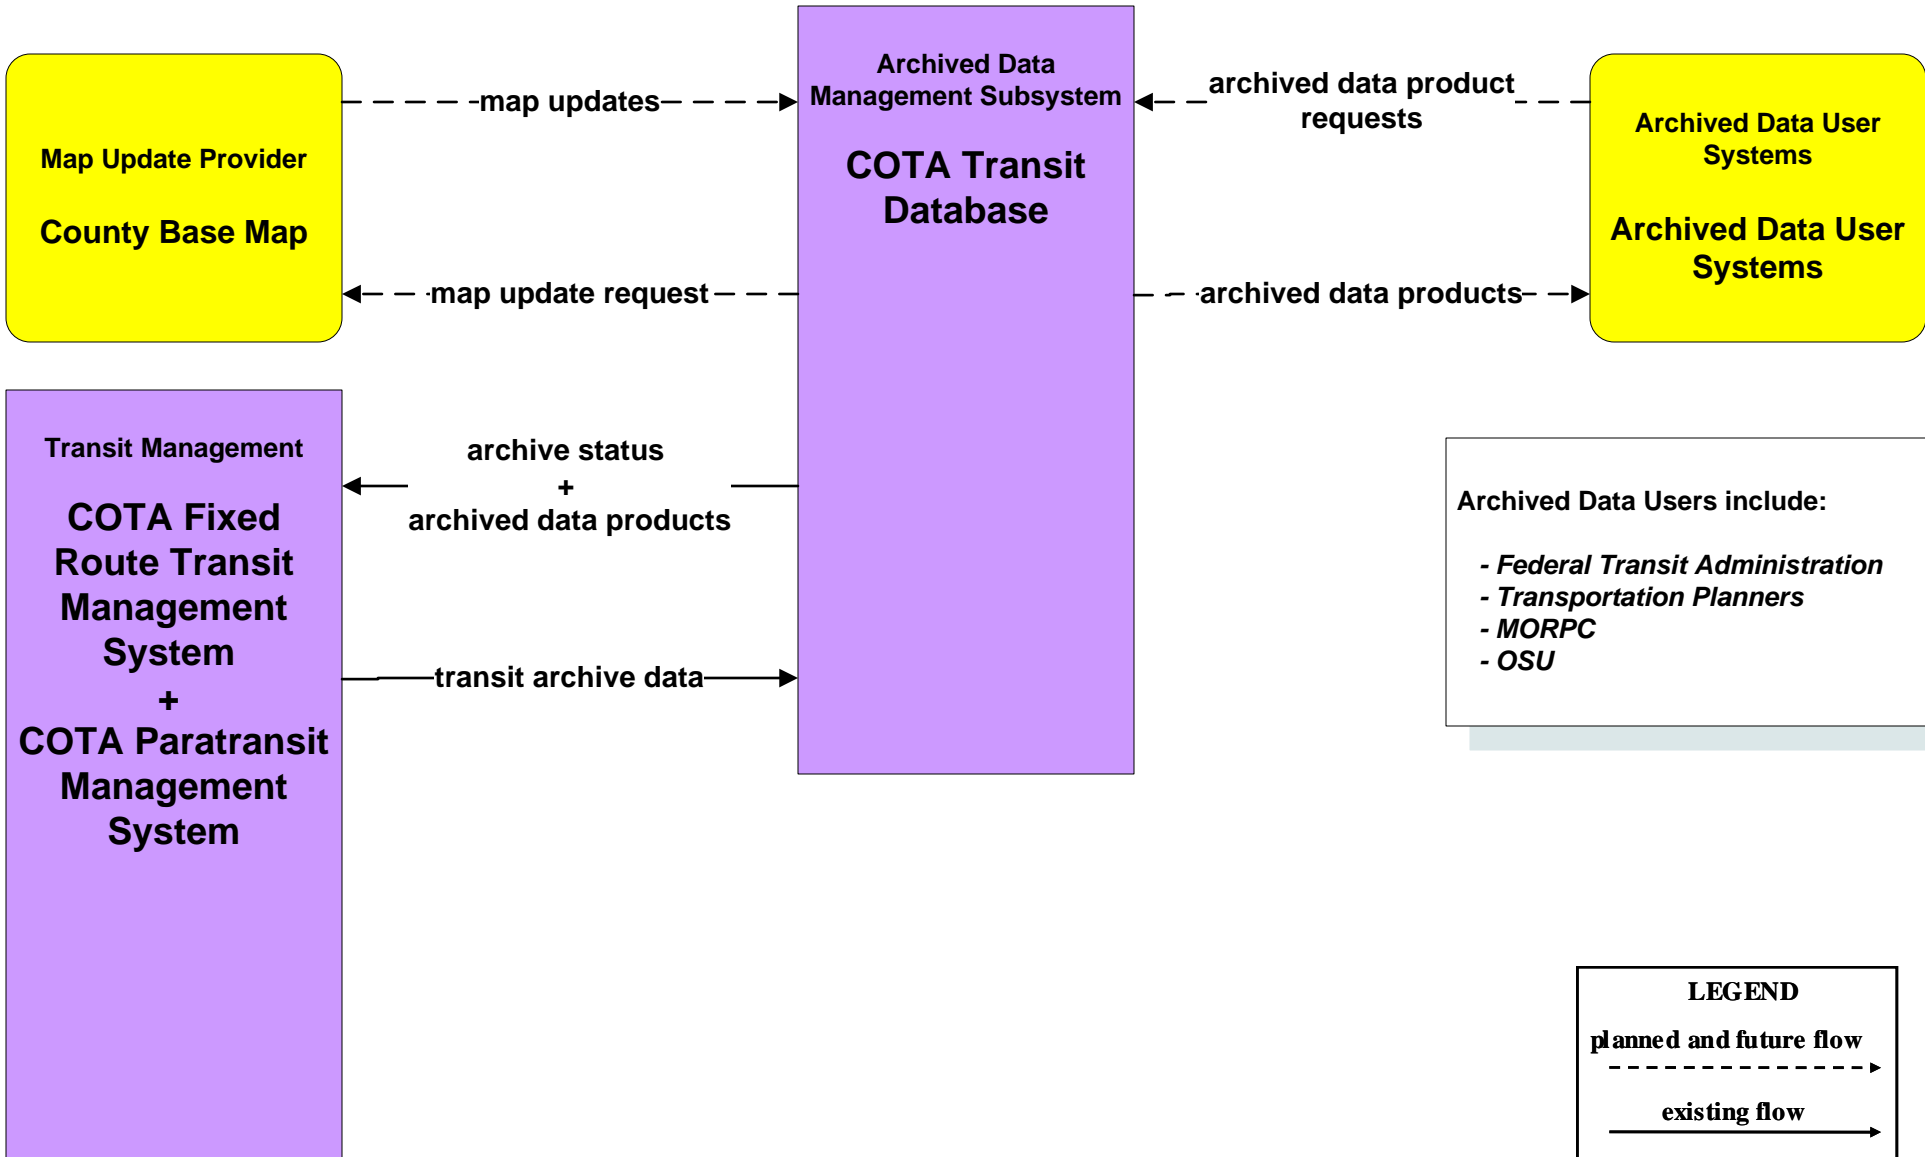 Map Update Provider
County Base Map
map updates
map update request
Archived Data
Management Subsystem
COTA Transit
Database
archived data product
requests
archived data products
Archived Data User
Systems
Archived Data User
Systems
Transit Management
COTA Fixed
Route Transit
Management
System
+
COTA Paratransit
Management
System
archive status
+
archived data products
transit archive data
Archived Data Users include:
- Federal Transit Administration
- Transportation Planners
- MORPC
- OSU
LEGEND
planned and future flow
existing flow